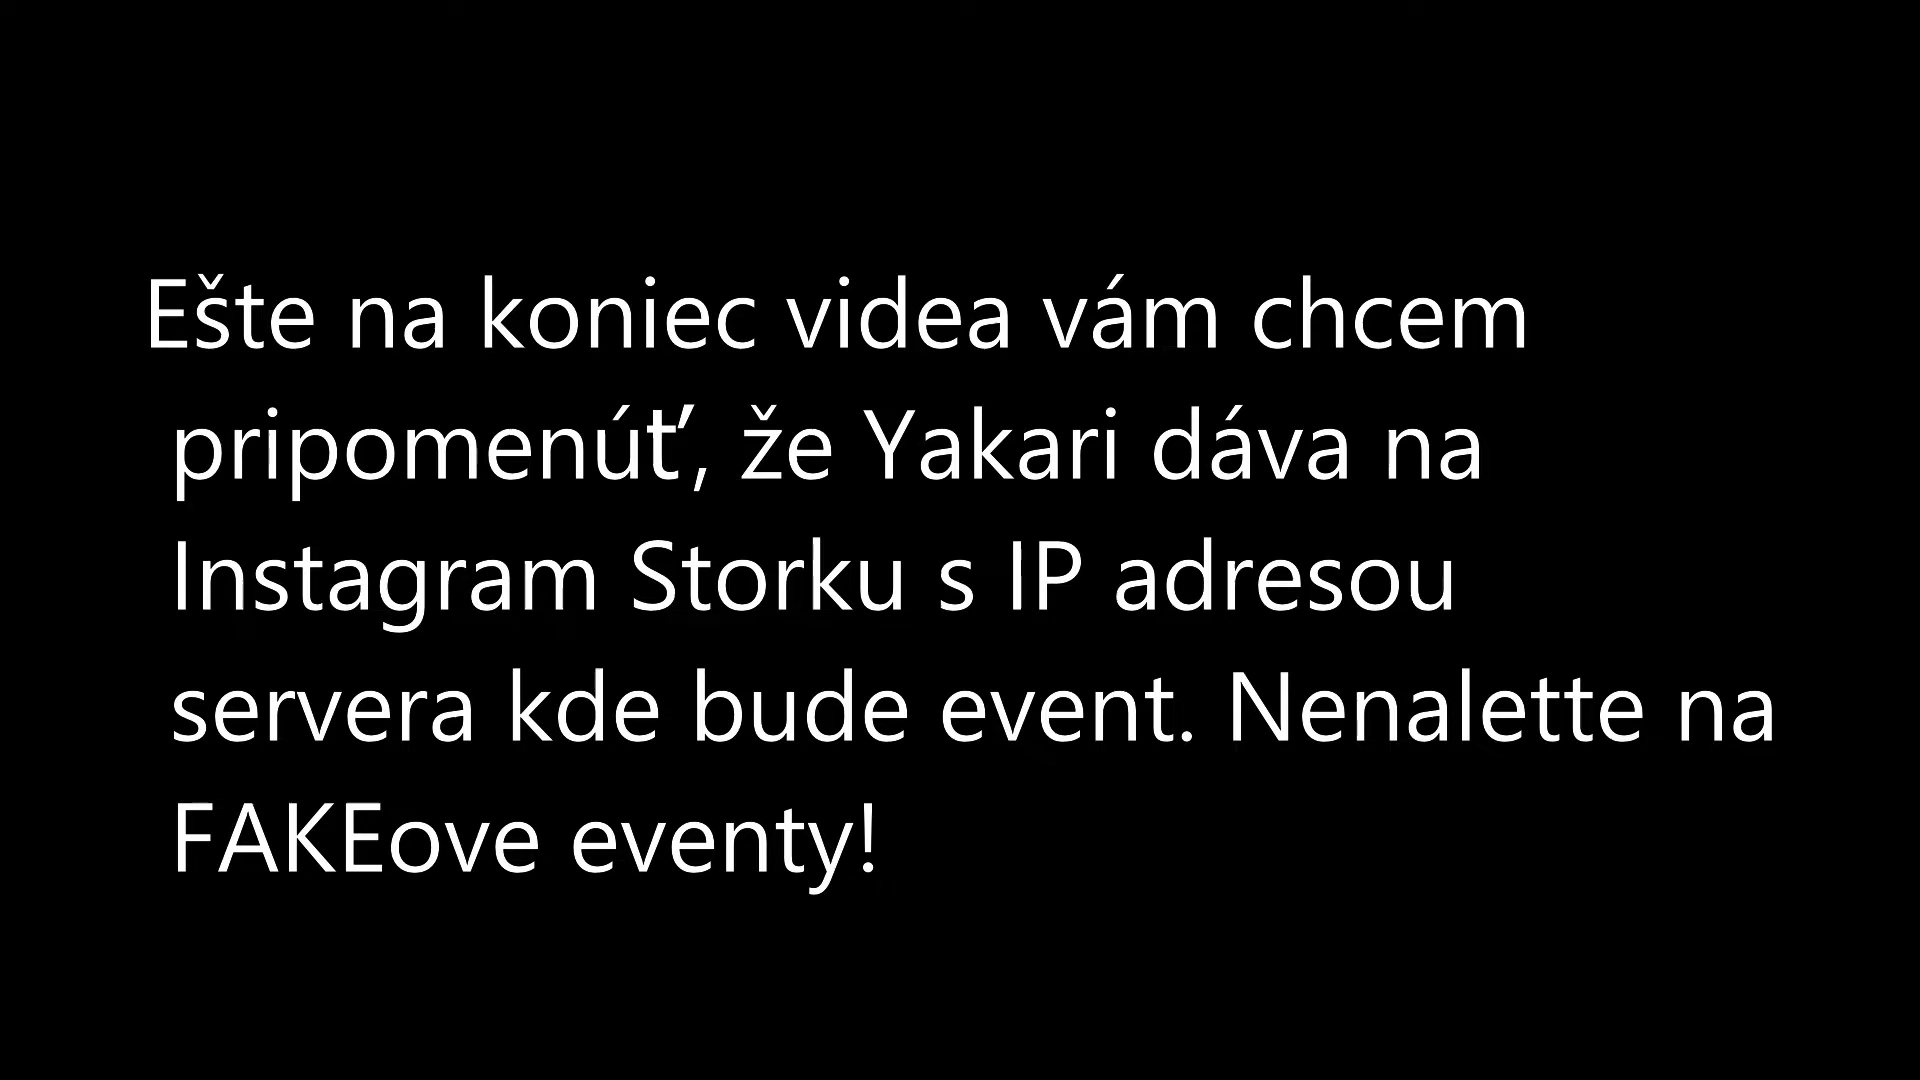 Ešte na koniec videa vám chcem
pripomenúť, že Yakari dáva na
Instagram Storku s IP adresou
servera kde bude event. Nenalette na
FAKEove eventy!